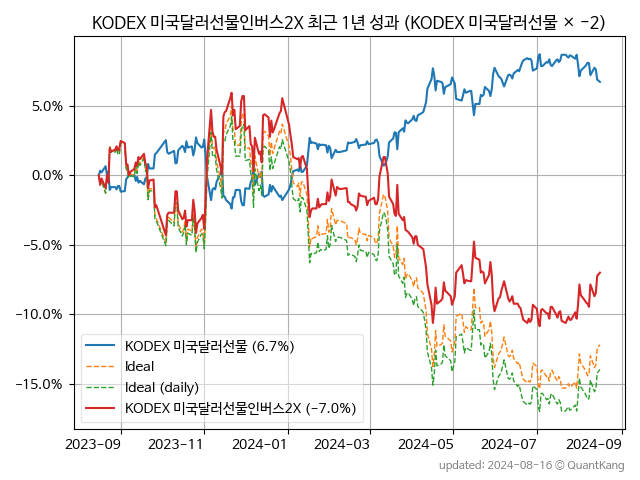 KODEX 미국달러선물인버스2X 최근 1년 성과 (KODEX 미국달러선물 × −2)
5.0%
0.0%
−5.0%
−10.0%
−15.0%
KODEX 미국달러선물 (6.7%)
Ideal
Ideal (daily)
KODEX 미국달러선물인버스2X (−7.0%)
2023−09 2023−11 2024−01 2024−03 2024−05 2024−07 2024−09
updated: 2024-08-16 © QuantKang